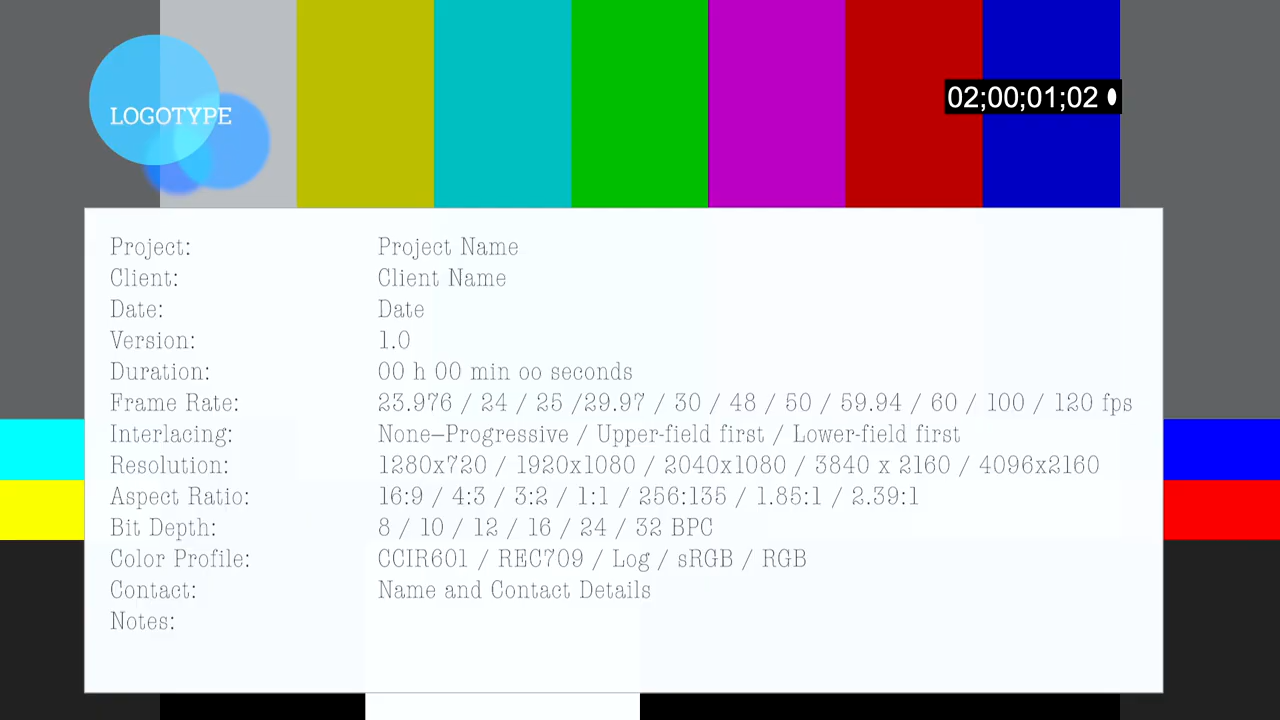 LOGOTYPE
02;00;01;02
Project: Project Name
Client: Client Name
Date: Date
Version: 1.0
Duration: 00 h 00 min oo seconds
Frame Rate: 23.976 / 24 / 25 /29.97 / 30 / 48 / 50 / 59.94 / 60 / 100 / 120 fps
Interlacing: None–Progressive / Upper-field first / Lower-field first
Resolution: 1280x720 / 1920x1080 / 2040x1080 / 3840 x 2160 / 4096x2160
Aspect Ratio: 16:9 / 4:3 / 3:2 / 1:1 / 256:135 / 1.85:1 / 2.39:1
Bit Depth: 8 / 10 / 12 / 16 / 24 / 32 BPC
Color Profile: CCIR601 / REC709 / Log / sRGB / RGB
Contact: Name and Contact Details
Notes: